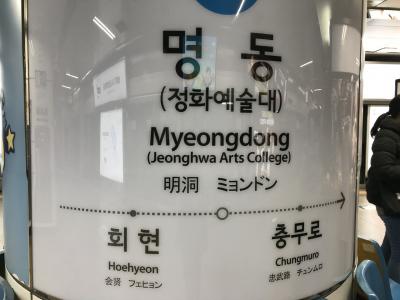 명 동
(정화예술대)
Myeongdong
(Jeonghwa Arts College)
明洞 ミョンドン
회 현
Hoehyeon
会贤 フェヒョン
충무로
Chungmuro
忠武路 チュンムロ